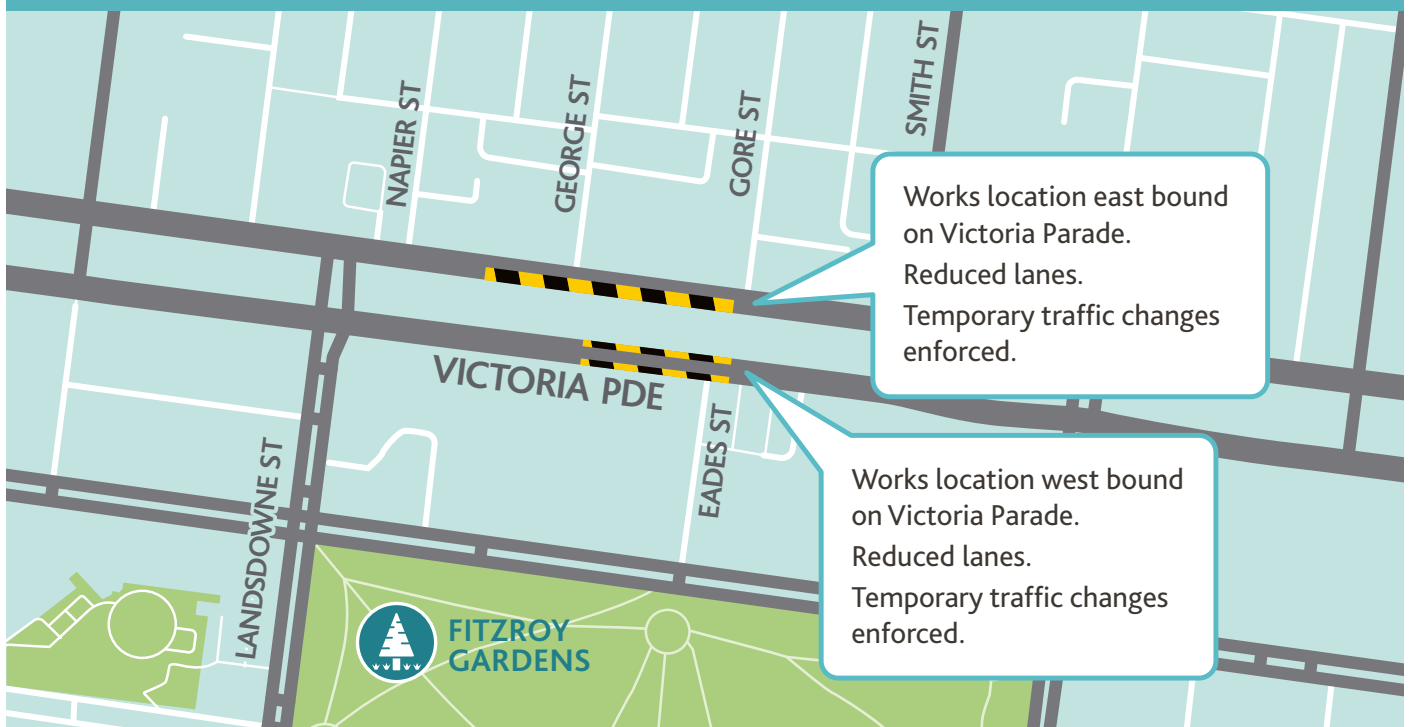 NAPIER ST
GEORGE ST
GORE ST
SMITH ST
Works location east bound
on Victoria Parade.
Reduced lanes.
Temporary traffic changes
enforced.
VICTORIA PDE
EADES ST
LANDSDOWNE ST
Works location west bound
on Victoria Parade.
Reduced lanes.
Temporary traffic changes
enforced.
FITZROY
GARDENS